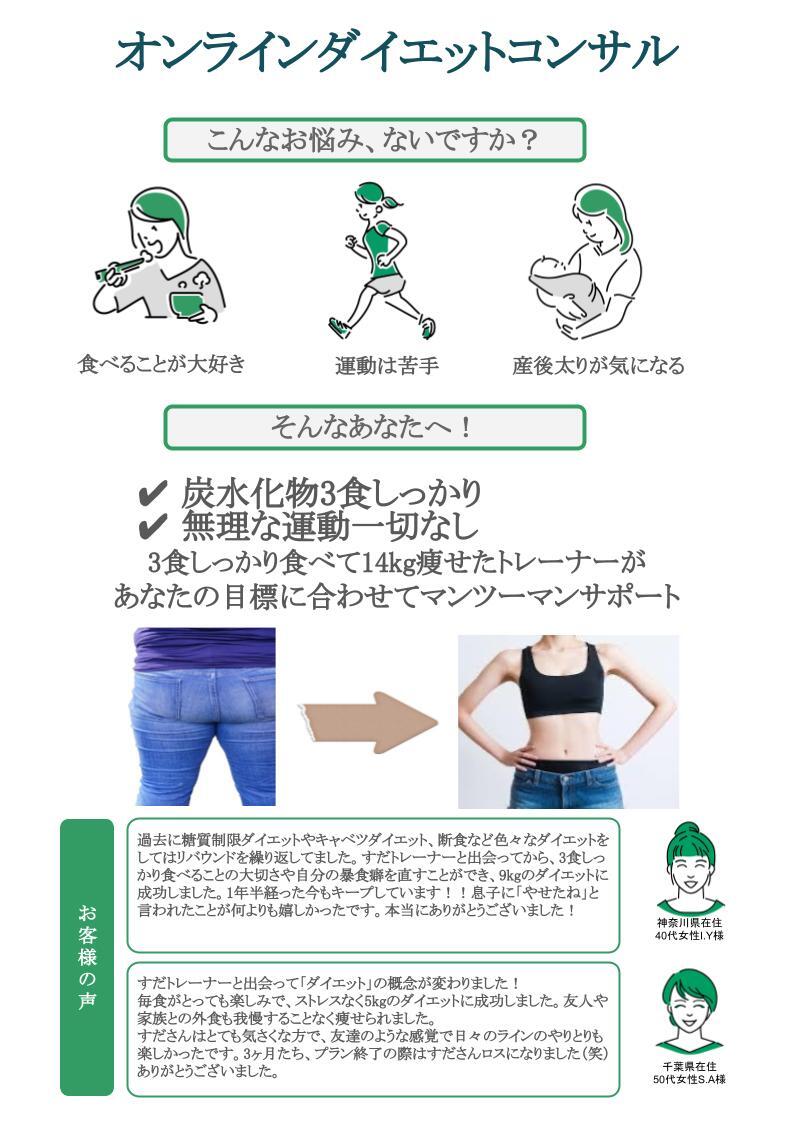 オンラインダイエットコンサル
こんなお悩み、ないですか？
食べることが大好き
運動は苦手
産後太りが気になる
そんなあなたへ！
✔ 炭水化物3食しっかり
✔ 無理な運動一切なし
3食しっかり食べて14kg痩せたトレーナーが
あなたの目標に合わせてマンツーマンサポート
お客様の声
過去に糖質制限ダイエットやキャベツダイエット、断食など色々なダイエットを
してはリバウンドを繰り返してました。すだトレーナーと出会ってから、3食しっ
かり食べることの大切さや自分の暴食癖を直すことができ、9kgのダイエットに
成功しました。1年半経った今もキープしています！！息子に「やせたね」と
言われたことが何よりも嬉しかったです。本当にありがとうございました！
神奈川県在住
40代女性I.Y様
すだトレーナーと出会って「ダイエット」の概念が変わりました！
毎食がとっても楽しみで、ストレスなく5kgのダイエットに成功しました。友人や
家族との外食も我慢することなく痩せられました。
すださんはとても気さくな方で、友達のような感覚で日々のラインのやりとりも
楽しかったです。3ヶ月たち、プラン終了の際はすださんロスになりました（笑）
ありがとうございました。
千葉県在住
50代女性S.A様